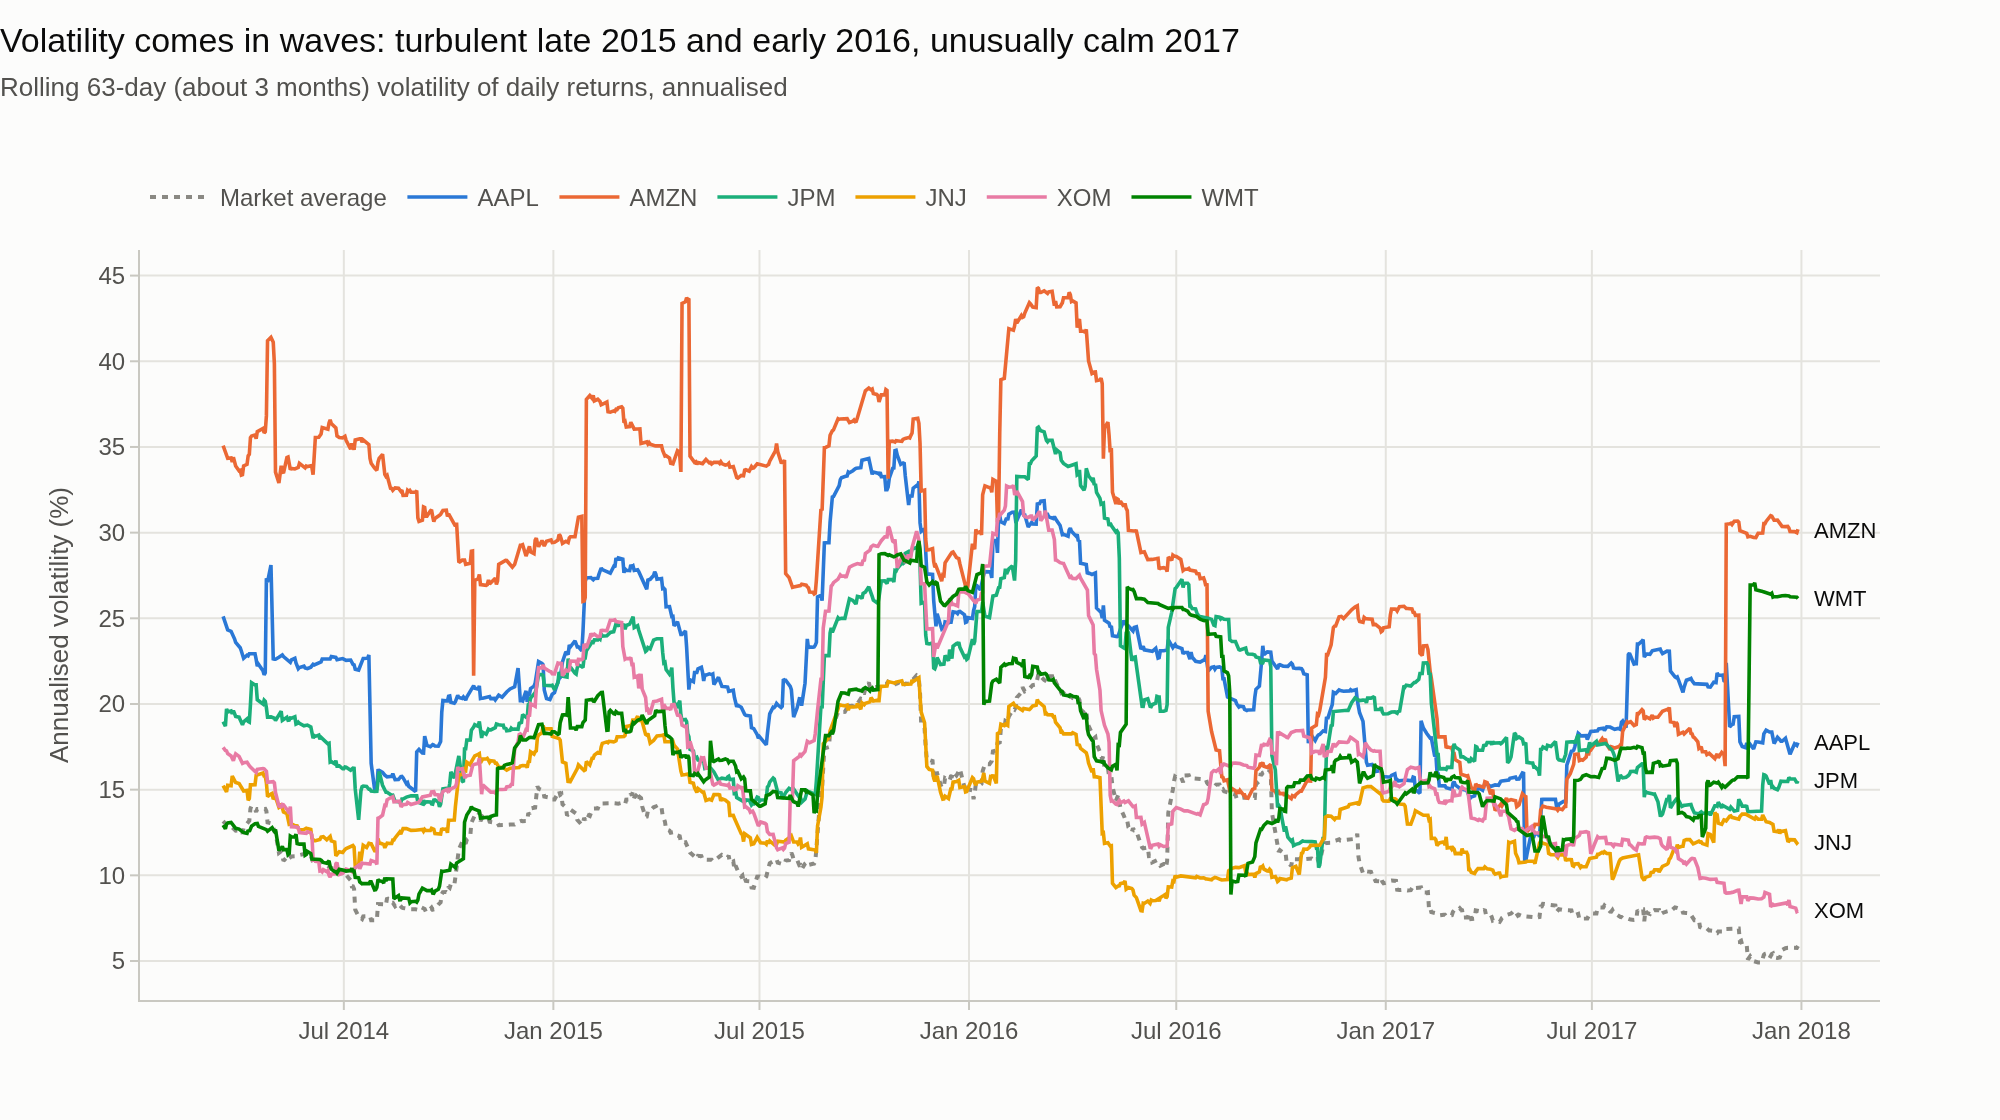 Volatility comes in waves: turbulent late 2015 and early 2016, unusually calm 2017
Rolling 63-day (about 3 months) volatility of daily returns, annualised
Market average AAPL AMZN JPM JNJ XOM WMT
Annualised volatility (%)
45
40
35
30
25
20
15
10
5
AMZN
WMT
AAPL
JPM
JNJ
XOM
Jul 2014 Jan 2015 Jul 2015 Jan 2016 Jul 2016 Jan 2017 Jul 2017 Jan 2018